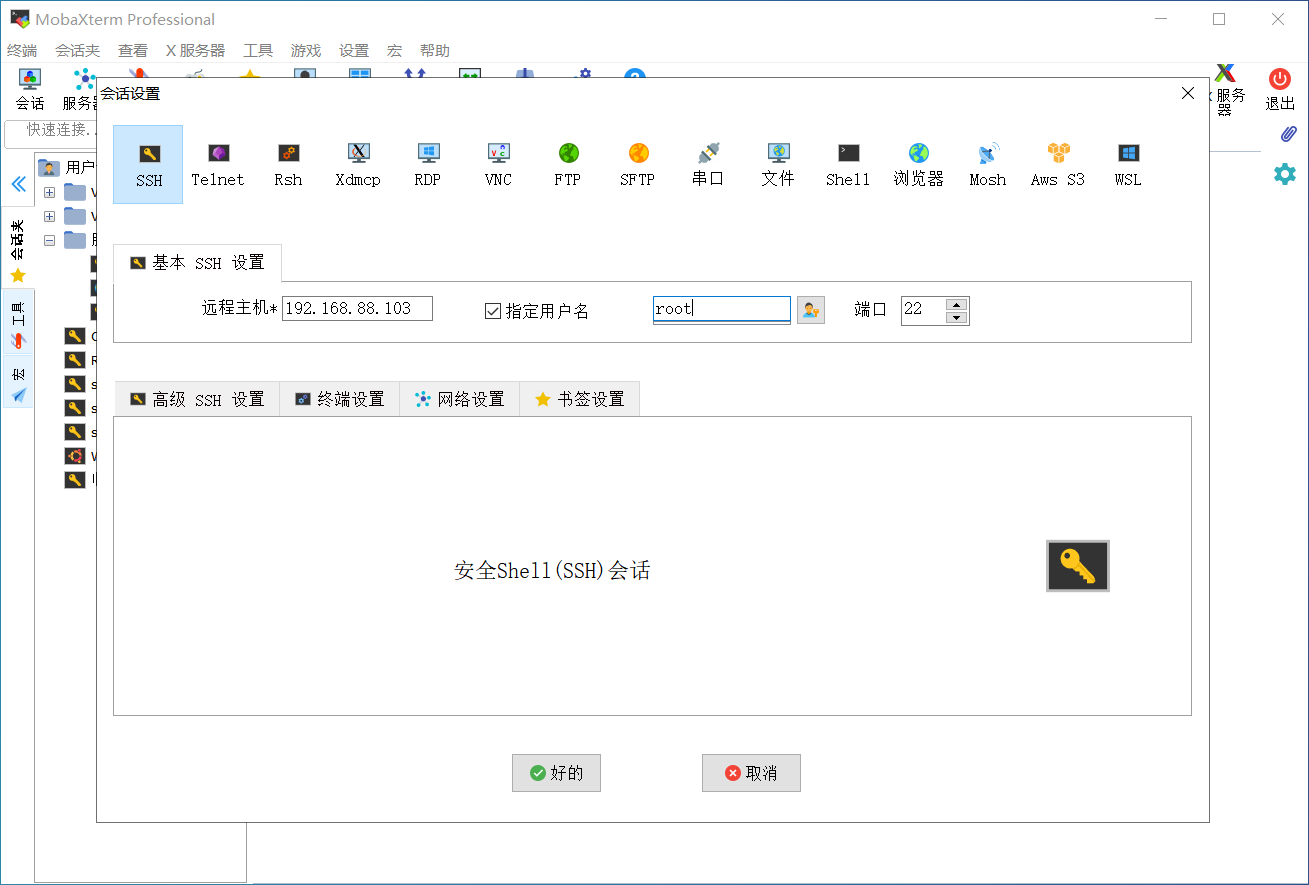 MobaXterm Professional
终端 会话夹 查看 X 服务器 工具 游戏 设置 宏 帮助
会话 服务器 服务器 退出
快速连接..
会话设置
用户
SSH Telnet Rsh Xdmcp RDP VNC FTP SFTP 串口 文件 Shell 浏览器 Mosh Aws S3 WSL
会话夹
工具
宏
基本 SSH 设置
远程主机* 192.168.88.103 指定用户名 root 端口 22
高级 SSH 设置 终端设置 网络设置 书签设置
安全Shell(SSH)会话
好的 取消